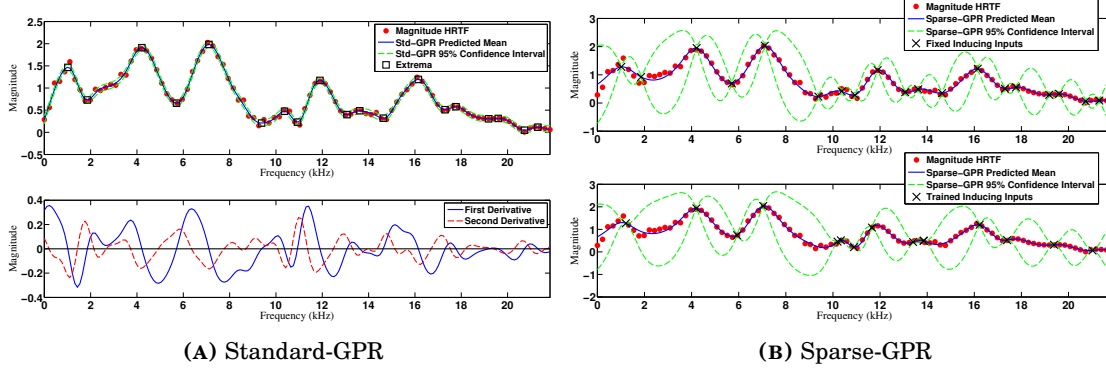 2.5
2
1.5
1
0.5
0
−0.5
Magnitude
Magnitude HRTF
Std-GPR Predicted Mean
Std-GPR 95% Confidence Interval
Extrema
0 2 4 6 8 10 12 14 16 18 20
Frequency (kHz)
0.4
0.2
0
−0.2
−0.4
Magnitude
First Derivative
Second Derivative
0 2 4 6 8 10 12 14 16 18 20
Frequency (kHz)
(A) Standard-GPR
3
2
1
0
−1
Magnitude
Magnitude HRTF
Sparse-GPR Predicted Mean
Sparse-GPR 95% Confidence Interval
Fixed Inducing Inputs
0 2 4 6 8 10 12 14 16 18 20
Frequency (kHz)
3
2
1
0
−1
−2
Magnitude
Magnitude HRTF
Sparse-GPR Predicted Mean
Sparse-GPR 95% Confidence Interval
Trained Inducing Inputs
0 2 4 6 8 10 12 14 16 18 20
Frequency (kHz)
(B) Sparse-GPR